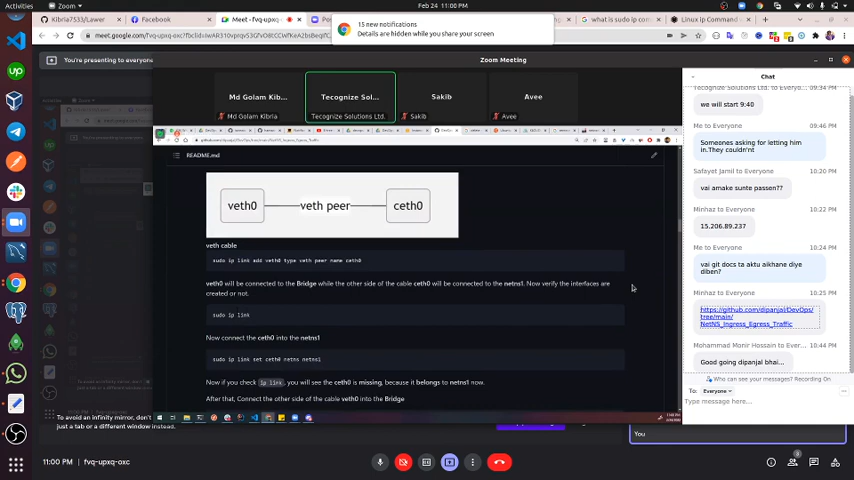 Activities
Zoom
Feb 24 11:00 PM
Kibria7533/Lawer
Facebook
Meet - fvq-upxq-
what is sudo ip com
Linux ip Command
15 new notifications
Details are hidden while you share your screen
You're presenting to everyone
Zoom Meeting
Md Golam Kib...
Tecognize Sol...
Sakib
Avee
Md Golam Kibria
Tecognize Solutions Ltd.
Sakib
Avee
README.md
veth0
veth peer
ceth0
veth cable
sudo ip link add veth0 type veth peer name ceth0
veth0 will be connected to the Bridge while the other side of the cable ceth0 will be connected to the netns1. Now verify the interfaces are
created or not.
sudo ip link
Now connect the ceth0 into the netns1
sudo ip link set ceth0 netns netns1
Now if you check ip link, you will see the ceth0 is missing, because it belongs to netns1 now.
After that, Connect the other side of the cable veth0 into the Bridge
Chat
Tecognize Solutions Ltd. to Everyone
09:34 PM
we will start 9:40
Me to Everyone
09:46 PM
Someones asking for letting him
in.They could'nt
Safayet Jamil to Everyone
10:20 PM
vai amake sunte passen??
Minhaz to Everyone
10:22 PM
15.206.89.237
Me to Everyone
10:24 PM
vai git docs ta aktu aikhane diye
diben?
Minhaz to Everyone
10:25 PM
https://github.com/dipanjal/DevOps/
tree/main/
NetNS_Ingress_Egress_Traffic
Mohammad Monir Hossain to Ever...
10:44 PM
Good going dipanjal bhai...
Who can see your messages? Recording On
To:
Everyone
Type message here...
To avoid an infinity mirror, don't
just a tab or a different window instead.
You
11:00 PM
fvq-upxq-oxc